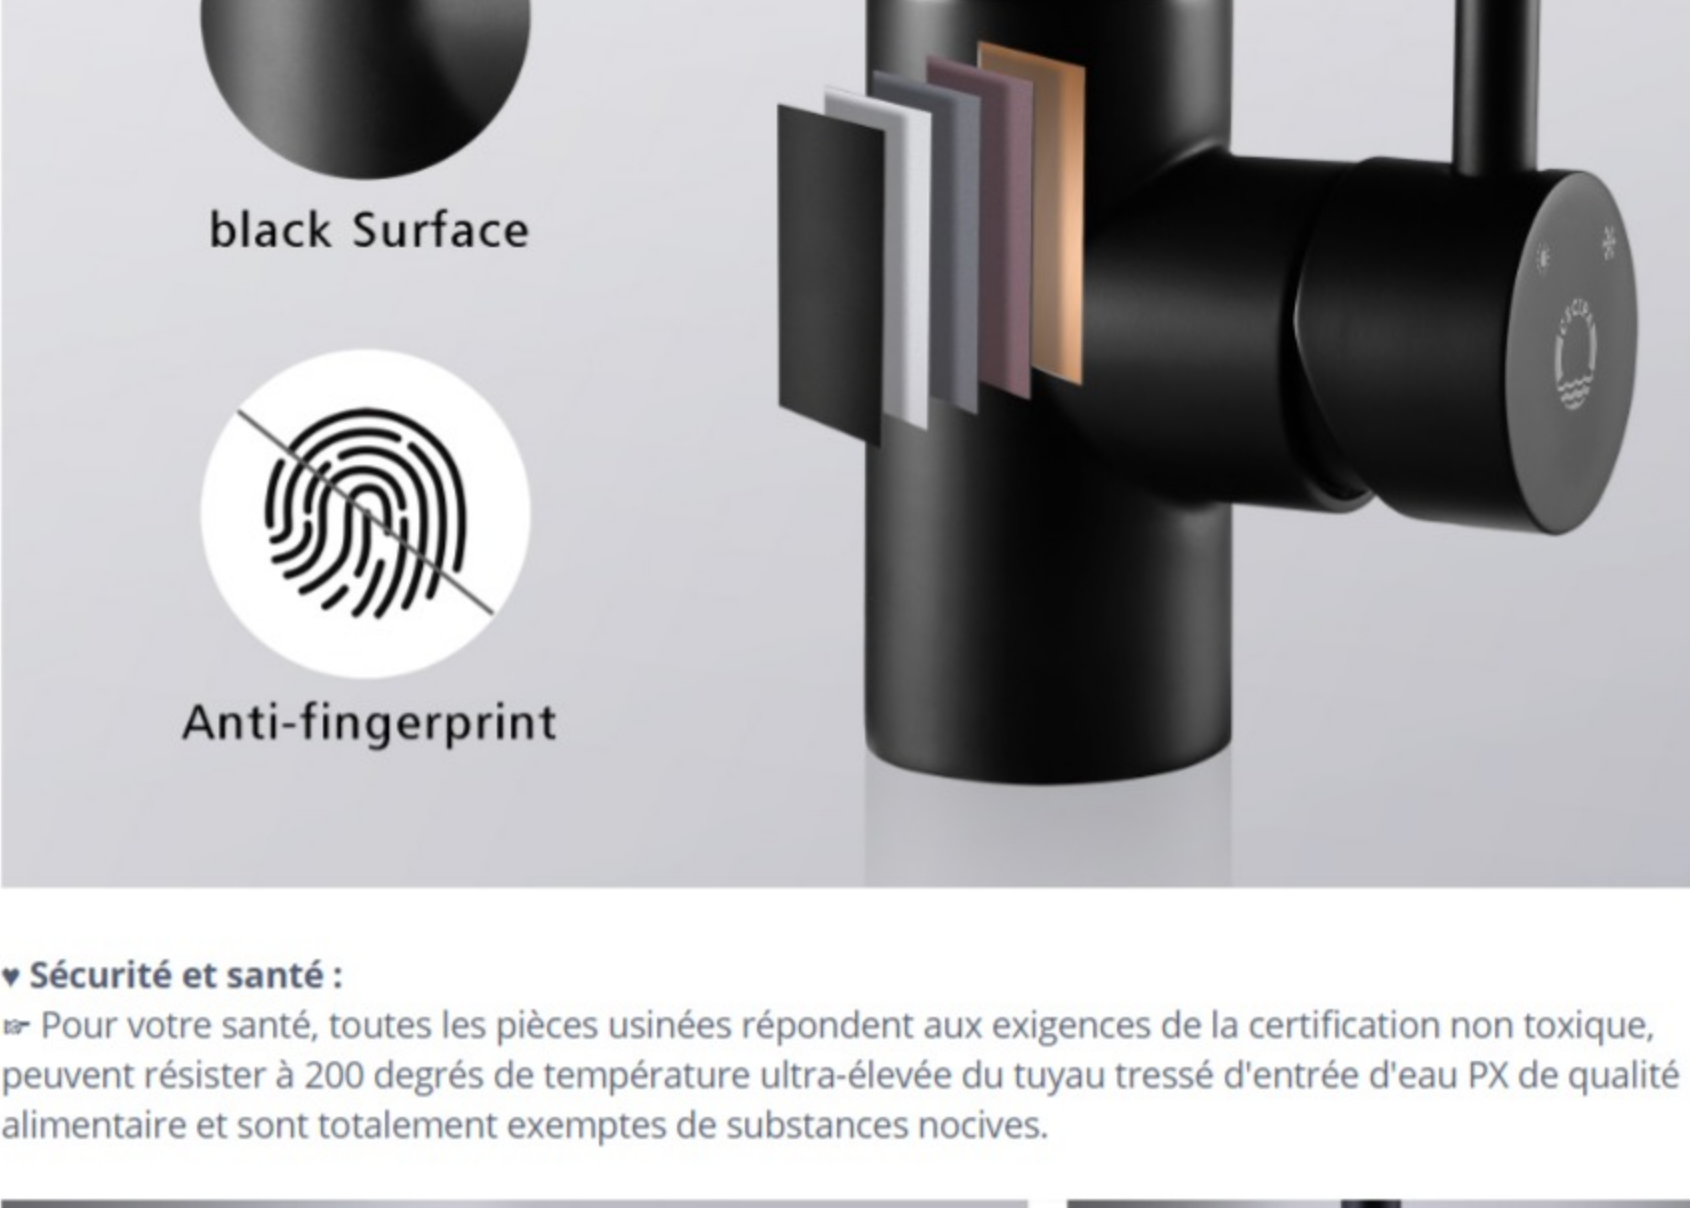 black Surface
CSCIPA
Anti-fingerprint
♥ Sécurité et santé :
☞ Pour votre santé, toutes les pièces usinées répondent aux exigences de la certification non toxique,
peuvent résister à 200 degrés de température ultra-élevée du tuyau tressé d'entrée d'eau PX de qualité
alimentaire et sont totalement exemptes de substances nocives.